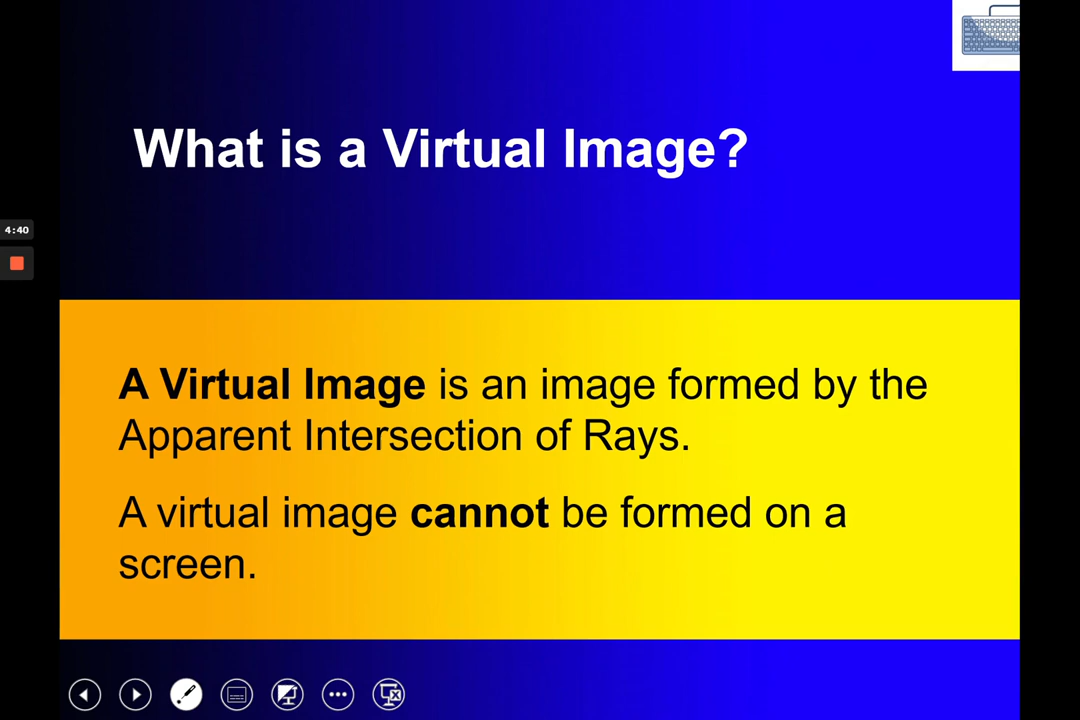 What is a Virtual Image?
4:40
A Virtual Image is an image formed by the
Apparent Intersection of Rays.
A virtual image cannot be formed on a
screen.